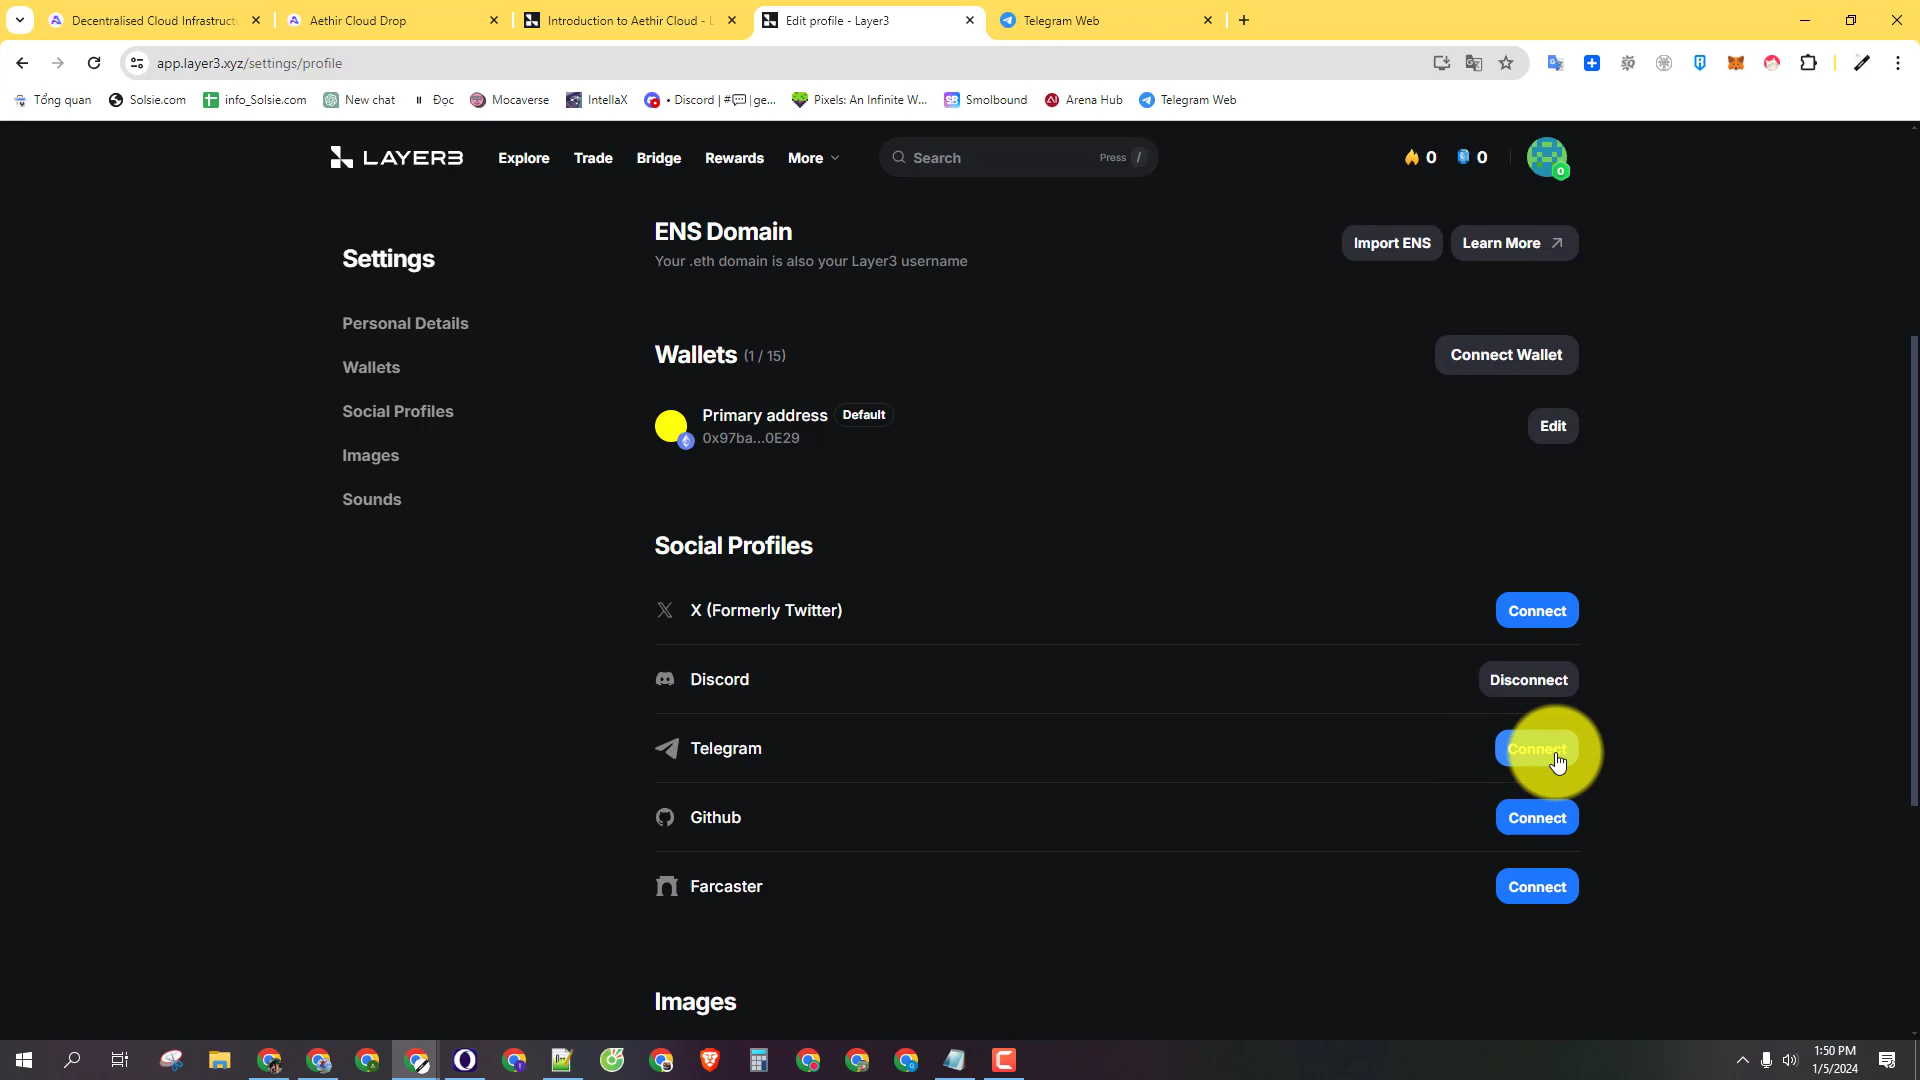 Decentralised Cloud Infrastructu
Aethir Cloud Drop
Introduction to Aethir Cloud - L
Edit profile - Layer3
Telegram Web
app.layer3.xyz/settings/profile
Tổng quan
Solsie.com
info_Solsie.com
New chat
Đọc
Mocaverse
IntellaX
• Discord | #💬|ge...
Pixels: An Infinite W...
Smolbound
Arena Hub
Telegram Web
LAYER3
Explore
Trade
Bridge
Rewards
More
Search
Press /
0
0
0
Settings
Personal Details
Wallets
Social Profiles
Images
Sounds
ENS Domain
Your .eth domain is also your Layer3 username
Import ENS
Learn More
Wallets (1 / 15)
Connect Wallet
Primary address
Default
0x97ba...0E29
Edit
Social Profiles
X (Formerly Twitter)
Connect
Discord
Disconnect
Telegram
Connect
Github
Connect
Farcaster
Connect
Images
1:50 PM
1/5/2024